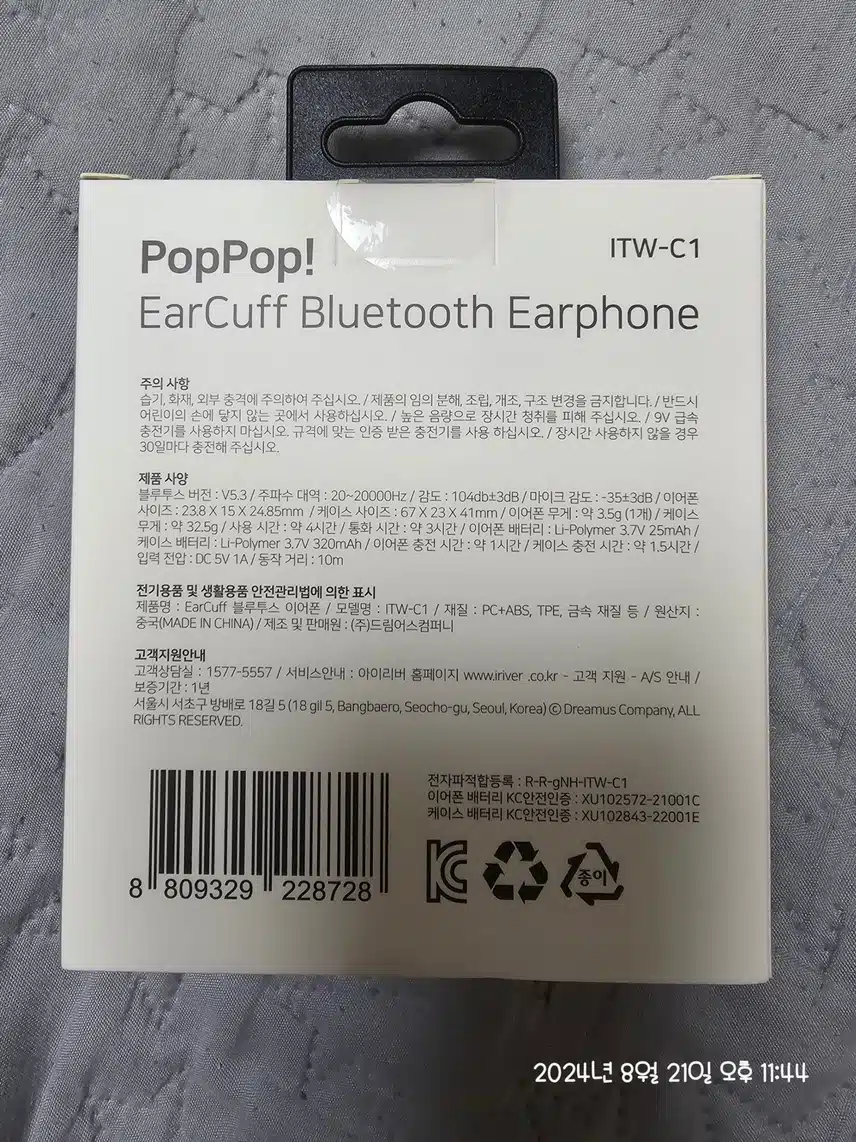 PopPop!
ITW-C1
EarCuff Bluetooth Earphone
주의 사항
습기, 화재, 외부 충격에 주의하여 주십시오. / 제품의 임의 분해, 조립, 개조, 구조 변경을 금지합니다. / 반드시
어린이의 손에 닿지 않는 곳에서 사용하십시오. / 높은 음량으로 장시간 청취를 피해 주십시오. / 9V 급속
충전기를 사용하지 마십시오. 규격에 맞는 인증 받은 충전기를 사용 하십시오. / 장시간 사용하지 않을 경우
30일마다 충전해 주십시오.
제품 사양
블루투스 버전 : V5.3 / 주파수 대역 : 20~20000Hz / 감도 : 104db±3dB / 마이크 감도 : -35±3dB / 이어폰
사이즈 : 23.8 X 15 X 24.85mm / 케이스 사이즈 : 67 X 23 X 41mm / 이어폰 무게 : 약 3.5g (1개) / 케이스
무게 : 약 32.5g / 사용 시간 : 약 4시간 / 통화 시간 : 약 3시간 / 이어폰 배터리 : Li-Polymer 3.7V 25mAh /
케이스 배터리 : Li-Polymer 3.7V 320mAh / 이어폰 충전 시간 : 약 1시간 / 케이스 충전 시간 : 약 1.5시간 /
입력 전압 : DC 5V 1A / 동작 거리 : 10m
전기용품 및 생활용품 안전관리법에 의한 표시
제품명 : EarCuff 블루투스 이어폰 / 모델명 : ITW-C1 / 재질 : PC+ABS, TPE, 금속 재질 등 / 원산지 :
중국(MADE IN CHINA) / 제조 및 판매원 : (주)드림어스컴퍼니
고객지원안내
고객상담실 : 1577-5557 / 서비스안내 : 아이리버 홈페이지 www.iriver .co.kr - 고객 지원 - A/S 안내 /
보증기간 : 1년
서울시 서초구 방배로 18길 5 (18 gil 5, Bangbaero, Seocho-gu, Seoul, Korea) ⓒ Dreamus Company, ALL
RIGHTS RESERVED.
전자파적합등록 : R-R-gNH-ITW-C1
이어폰 배터리 KC안전인증 : XU102572-21001C
케이스 배터리 KC안전인증 : XU102843-22001E
8 809329 228728
종이
2024년 8월 21일 오후 11:44